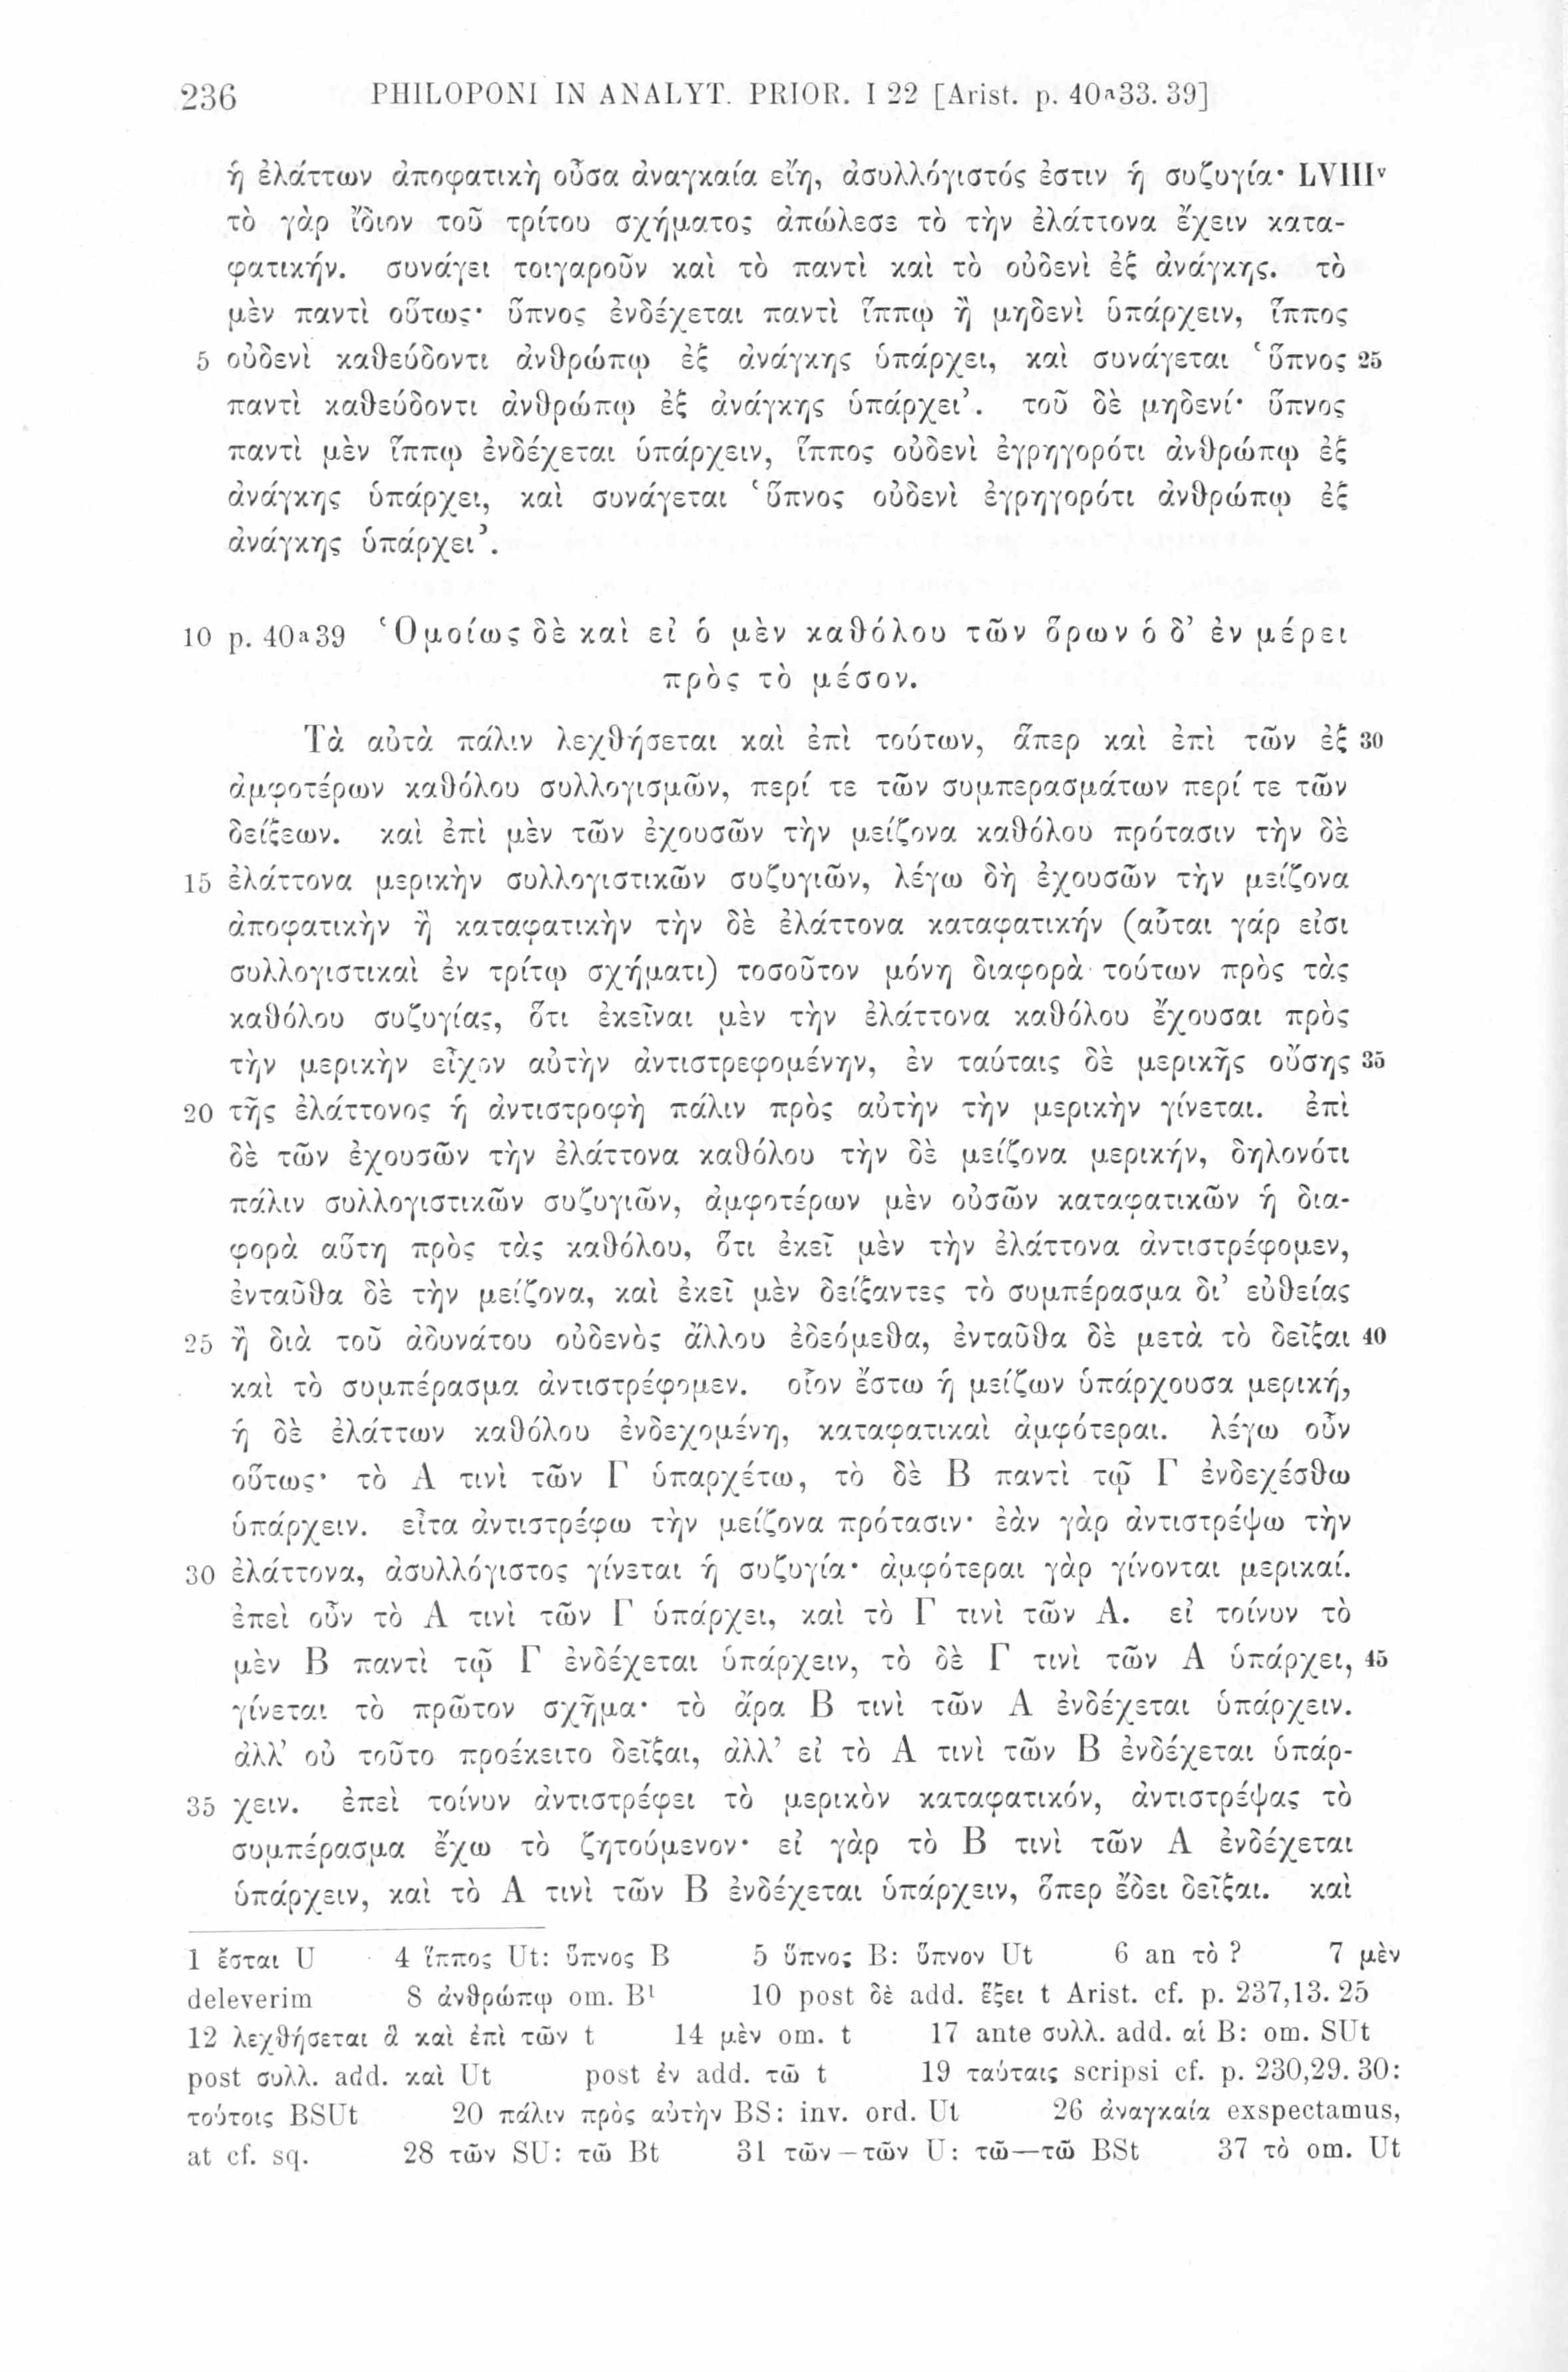 236 PHILOPONI IN ANALYT. PRIOR. I 22 [Arist. p. 40ᵃ33. 39]
ἡ ἐλάττων ἀποφατικὴ οὖσα ἀναγκαία εἴη, ἀσυλλόγιστός ἐστιν ἡ συζυγία· LVIIIᵛ
τὸ γὰρ ἴδιον τοῦ τρίτου σχήματος ἀπώλεσε τὸ τὴν ἐλάττονα ἔχειν κατα-
φατικήν. συνάγει τοιγαροῦν καὶ τὸ παντὶ καὶ τὸ οὐδενὶ ἐξ ἀνάγκης. τὸ
μὲν παντὶ οὕτως· ὕπνος ἐνδέχεται παντὶ ἵππῳ ἢ μηδενὶ ὑπάρχειν, ἵππος
5 οὐδενὶ καθεύδοντι ἀνθρώπῳ ἐξ ἀνάγκης ὑπάρχει, καὶ συνάγεται ‘ὕπνος 25
παντὶ καθεύδοντι ἀνθρώπῳ ἐξ ἀνάγκης ὑπάρχει’. τοῦ δὲ μηδενί· ὕπνος
παντὶ μὲν ἵππῳ ἐνδέχεται ὑπάρχειν, ἵππος οὐδενὶ ἐγρηγορότι ἀνθρώπῳ ἐξ
ἀνάγκης ὑπάρχει, καὶ συνάγεται ‘ὕπνος οὐδενὶ ἐγρηγορότι ἀνθρώπῳ ἐξ
ἀνάγκης ὑπάρχει’.
10 p. 40ᵃ39 Ὁμοίως δὲ καὶ εἰ ὁ μὲν καθόλου τῶν ὅρων ὁ δ’ ἐν μέρει
πρὸς τὸ μέσον.
Τὰ αὐτὰ πάλιν λεχθήσεται καὶ ἐπὶ τούτων, ἅπερ καὶ ἐπὶ τῶν ἐξ 30
ἀμφοτέρων καθόλου συλλογισμῶν, περί τε τῶν συμπερασμάτων περί τε τῶν
δείξεων. καὶ ἐπὶ μὲν τῶν ἐχουσῶν τὴν μείζονα καθόλου πρότασιν τὴν δὲ
15 ἐλάττονα μερικὴν συλλογιστικῶν συζυγιῶν, λέγω δὴ ἐχουσῶν τὴν μείζονα
ἀποφατικὴν ἢ καταφατικὴν τὴν δὲ ἐλάττονα καταφατικήν (αὗται γάρ εἰσι
συλλογιστικαὶ ἐν τρίτῳ σχήματι) τοσοῦτον μόνη διαφορὰ τούτων πρὸς τὰς
καθόλου συζυγίας, ὅτι ἐκεῖναι μὲν τὴν ἐλάττονα καθόλου ἔχουσαι πρὸς
τὴν μερικὴν εἶχον αὐτὴν ἀντιστρεφομένην, ἐν ταύταις δὲ μερικῆς οὔσης 35
20 τῆς ἐλάττονος ἡ ἀντιστροφὴ πάλιν πρὸς αὐτὴν τὴν μερικὴν γίνεται. ἐπὶ
δὲ τῶν ἐχουσῶν τὴν ἐλάττονα καθόλου τὴν δὲ μείζονα μερικήν, δηλονότι
πάλιν συλλογιστικῶν συζυγιῶν, ἀμφοτέρων μὲν οὐσῶν καταφατικῶν ἡ δια-
φορὰ αὕτη πρὸς τὰς καθόλου, ὅτι ἐκεῖ μὲν τὴν ἐλάττονα ἀντιστρέφομεν,
ἐνταῦθα δὲ τὴν μείζονα, καὶ ἐκεῖ μὲν δείξαντες τὸ συμπέρασμα δι’ εὐθείας
25 ἢ διὰ τοῦ ἀδυνάτου οὐδενὸς ἄλλου ἐδεόμεθα, ἐνταῦθα δὲ μετὰ τὸ δεῖξαι 40
καὶ τὸ συμπέρασμα ἀντιστρέφομεν. οἷον ἔστω ἡ μείζων ὑπάρχουσα μερική,
ἡ δὲ ἐλάττων καθόλου ἐνδεχομένη, καταφατικαὶ ἀμφότεραι. λέγω οὖν
οὕτως· τὸ Α τινὶ τῶν Γ ὑπαρχέτω, τὸ δὲ Β παντὶ τῷ Γ ἐνδεχέσθω
ὑπάρχειν. εἶτα ἀντιστρέφω τὴν μείζονα πρότασιν· ἐὰν γὰρ ἀντιστρέψω τὴν
30 ἐλάττονα, ἀσυλλόγιστος γίνεται ἡ συζυγία· ἀμφότεραι γὰρ γίνονται μερικαί.
ἐπεὶ οὖν τὸ Α τινὶ τῶν Γ ὑπάρχει, καὶ τὸ Γ τινὶ τῶν Α. εἰ τοίνυν τὸ
μὲν Β παντὶ τῷ Γ ἐνδέχεται ὑπάρχειν, τὸ δὲ Γ τινὶ τῶν Α ὑπάρχει, 45
γίνεται τὸ πρῶτον σχῆμα· τὸ ἄρα Β τινὶ τῶν Α ἐνδέχεται ὑπάρχειν.
ἀλλ’ οὐ τοῦτο προέκειτο δεῖξαι, ἀλλ’ εἰ τὸ Α τινὶ τῶν Β ἐνδέχεται ὑπάρ-
35 χειν. ἐπεὶ τοίνυν ἀντιστρέφει τὸ μερικὸν καταφατικόν, ἀντιστρέψας τὸ
συμπέρασμα ἔχω τὸ ζητούμενον· εἰ γὰρ τὸ Β τινὶ τῶν Α ἐνδέχεται
ὑπάρχειν, καὶ τὸ Α τινὶ τῶν Β ἐνδέχεται ὑπάρχειν, ὅπερ ἔδει δεῖξαι. καὶ
1 ἔσται U 4 ἵππος Ut: ὕπνος B 5 ὕπνος B: ὕπνον Ut 6 an τὸ? 7 μὲν
deleverim 8 ἀνθρώπῳ om. B¹ 10 post δὲ add. ἕξει t Arist. cf. p. 237,13. 25
12 λεχθήσεται ἃ καὶ ἐπὶ τῶν t 14 μὲν om. t 17 ante συλλ. add. αἱ B: om. SUt
post συλλ. add. καὶ Ut post ἐν add. τῶ t 19 ταύταις scripsi cf. p. 230,29. 30:
τούτοις BSUt 20 πάλιν πρὸς αὐτὴν BS: inv. ord. Ut 26 ἀναγκαία exspectamus,
at cf. sq. 28 τῶν SU: τῶ Bt 31 τῶν—τῶν U: τῶ—τῶ BSt 37 τὸ om. Ut